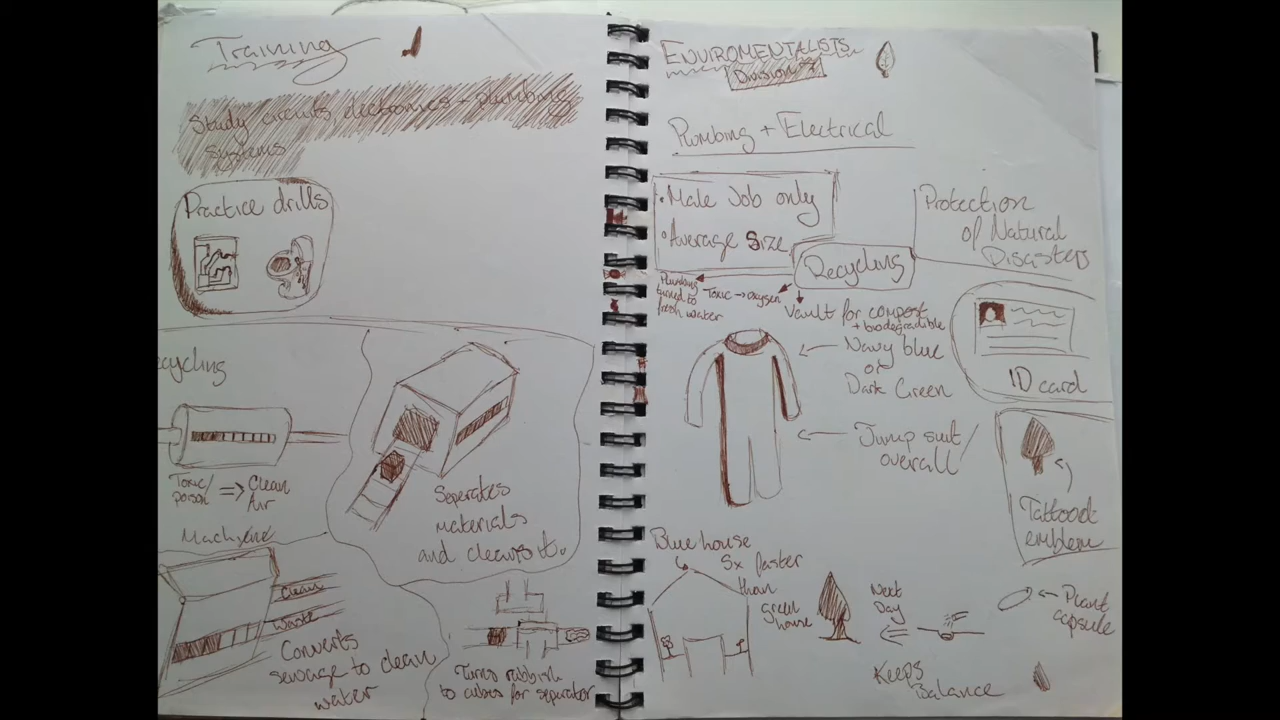 Training
Study circuits, electronics + plumbing
systems
Practice drills
ecycling
Toxic/
poison => Clean
Air
Machine
Seperates
materials
and cleans it.
Clean
Waste
Converts
sewage to clean
water
Turns rubbish
to cubes for seperator
ENVIROMENTALISTS
Division
Plumbing + Electrical
• Male Job only
• Average Size
Recycling
Protection
of Natural
Disasters
Plumbing
turned to
fresh water
Toxic → oxygen
Vault for compost
+ biodegradible
ID card
Navy blue
or
Dark Green
Jump suit/
overall
Tattooed
emblem
Blue house
5x faster
than
green
house
Next
Day
Plant
capsule
Keeps
Balance